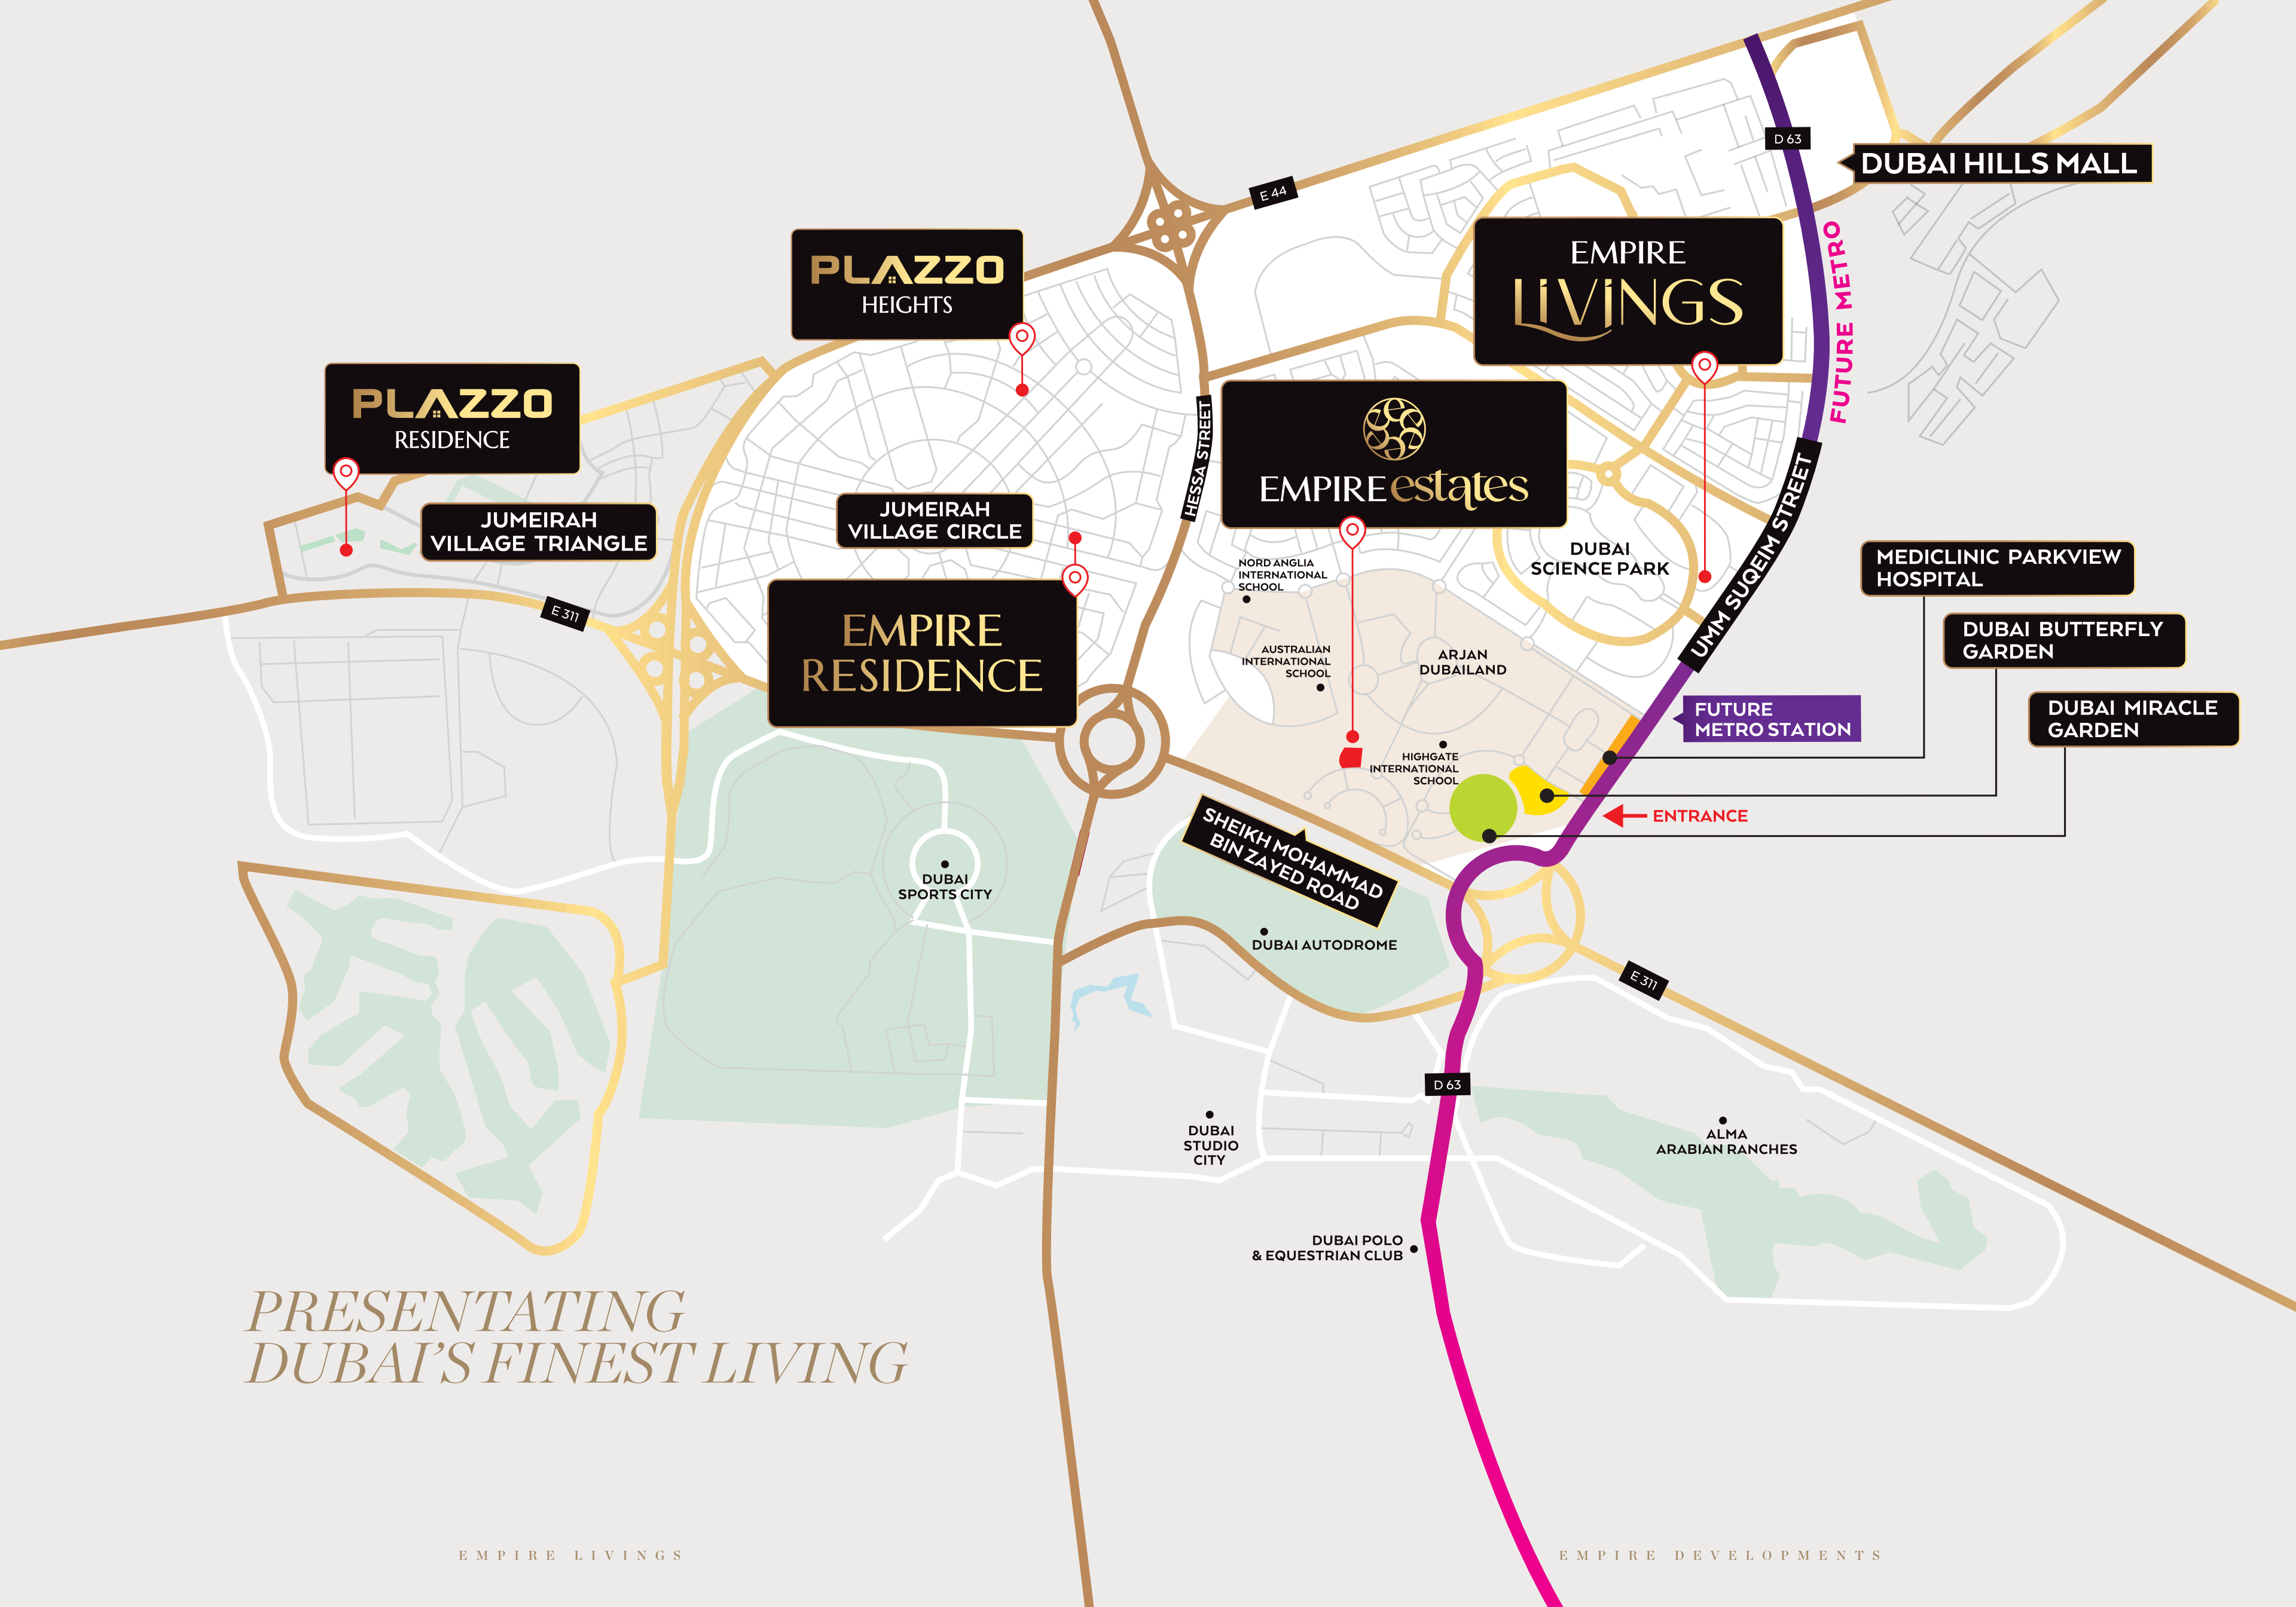 D 63
DUBAI HILLS MALL
E 44
FUTURE METRO
PLAZZO
HEIGHTS
EMPIRE
LIVINGS
PLAZZO
RESIDENCE
EMPIRE estates
HESSA STREET
JUMEIRAH
VILLAGE TRIANGLE
JUMEIRAH
VILLAGE CIRCLE
UMM SUQEIM STREET
DUBAI
SCIENCE PARK
MEDICLINIC PARKVIEW
HOSPITAL
NORD ANGLIA
INTERNATIONAL
SCHOOL
E 311
EMPIRE
RESIDENCE
DUBAI BUTTERFLY
GARDEN
AUSTRALIAN
INTERNATIONAL
SCHOOL
ARJAN
DUBAILAND
FUTURE
METRO STATION
DUBAI MIRACLE
GARDEN
HIGHGATE
INTERNATIONAL
SCHOOL
ENTRANCE
SHEIKH MOHAMMAD
BIN ZAYED ROAD
DUBAI
SPORTS CITY
DUBAI AUTODROME
E 311
D 63
DUBAI
STUDIO
CITY
ALMA
ARABIAN RANCHES
DUBAI POLO
& EQUESTRIAN CLUB
PRESENTATING
DUBAI'S FINEST LIVING
EMPIRE LIVINGS
EMPIRE DEVELOPMENTS